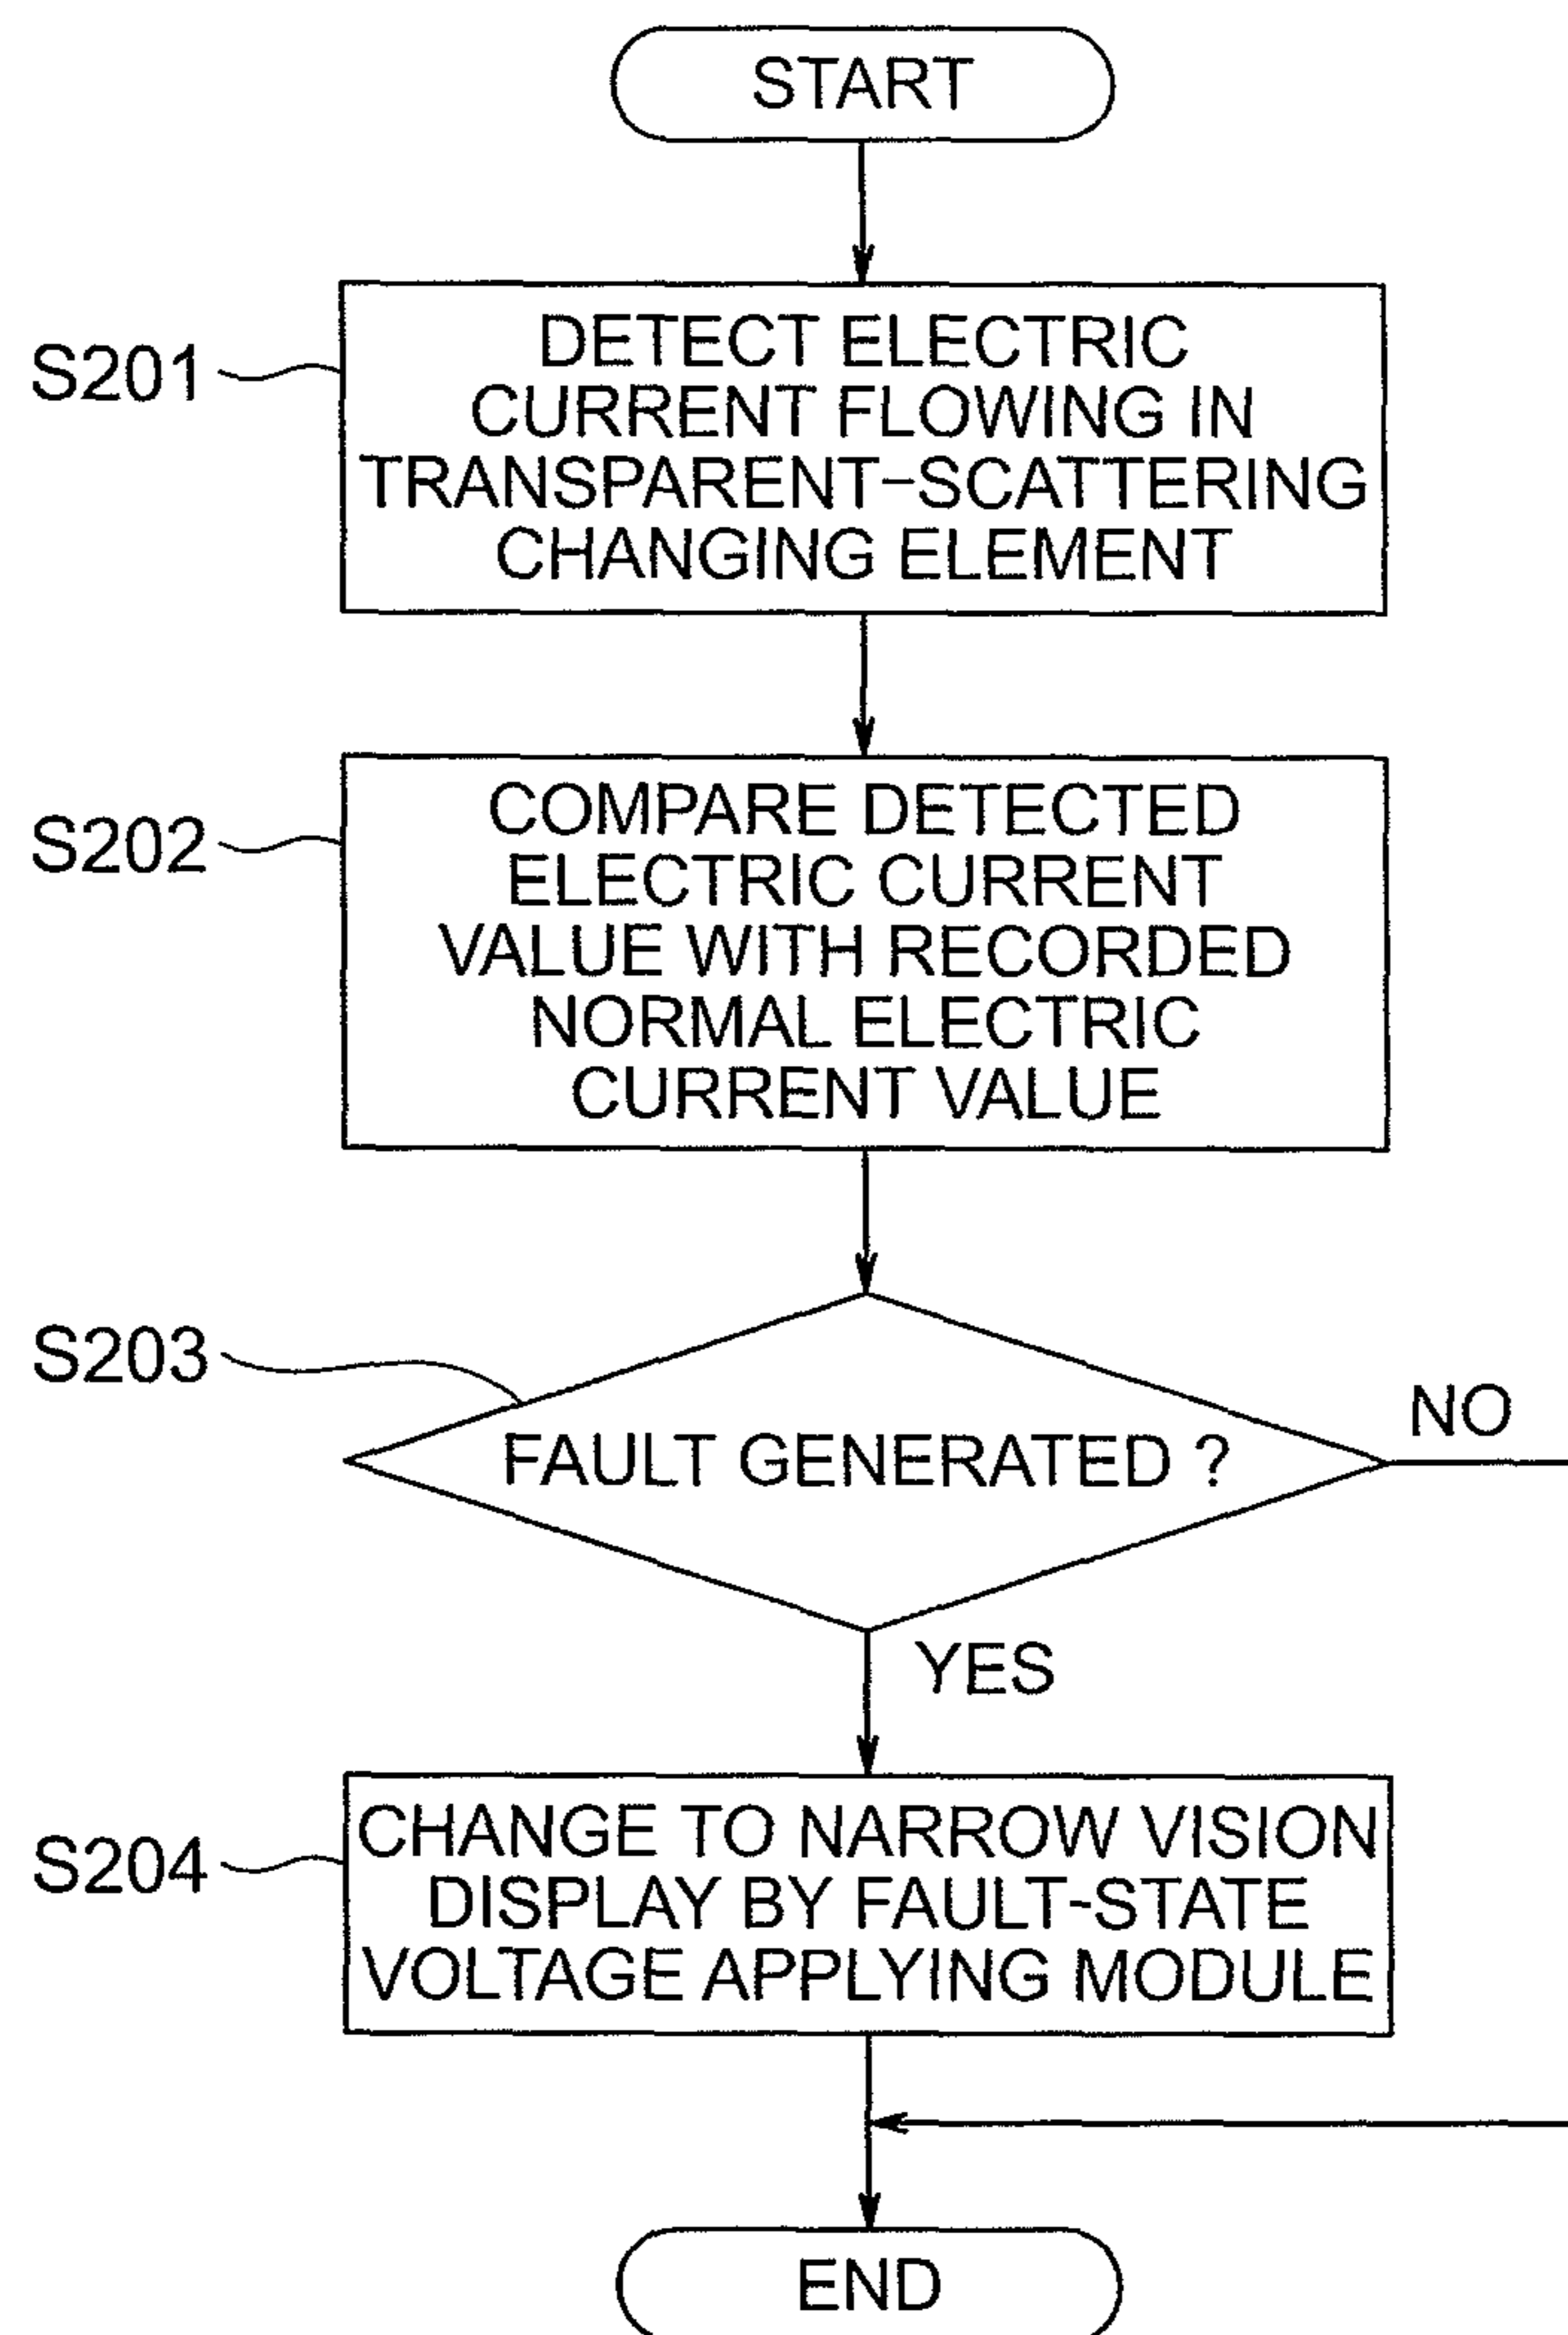 START
S201
DETECT ELECTRIC
CURRENT FLOWING IN
TRANSPARENT-SCATTERING
CHANGING ELEMENT
S202
COMPARE DETECTED
ELECTRIC CURRENT
VALUE WITH RECORDED
NORMAL ELECTRIC
CURRENT VALUE
S203
FAULT GENERATED ?
NO
YES
S204
CHANGE TO NARROW VISION
DISPLAY BY FAULT-STATE
VOLTAGE APPLYING MODULE
END